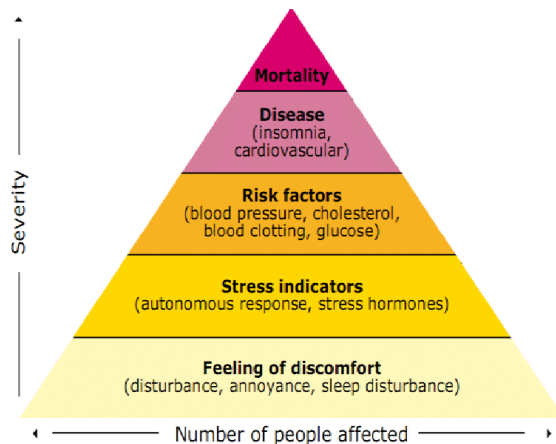 Mortality
Disease
(insomnia,
cardiovascular)
Risk factors
(blood pressure, cholesterol,
blood clotting, glucose)
Stress indicators
(autonomous response, stress hormones)
Feeling of discomfort
(disturbance, annoyance, sleep disturbance)
Severity
Number of people affected